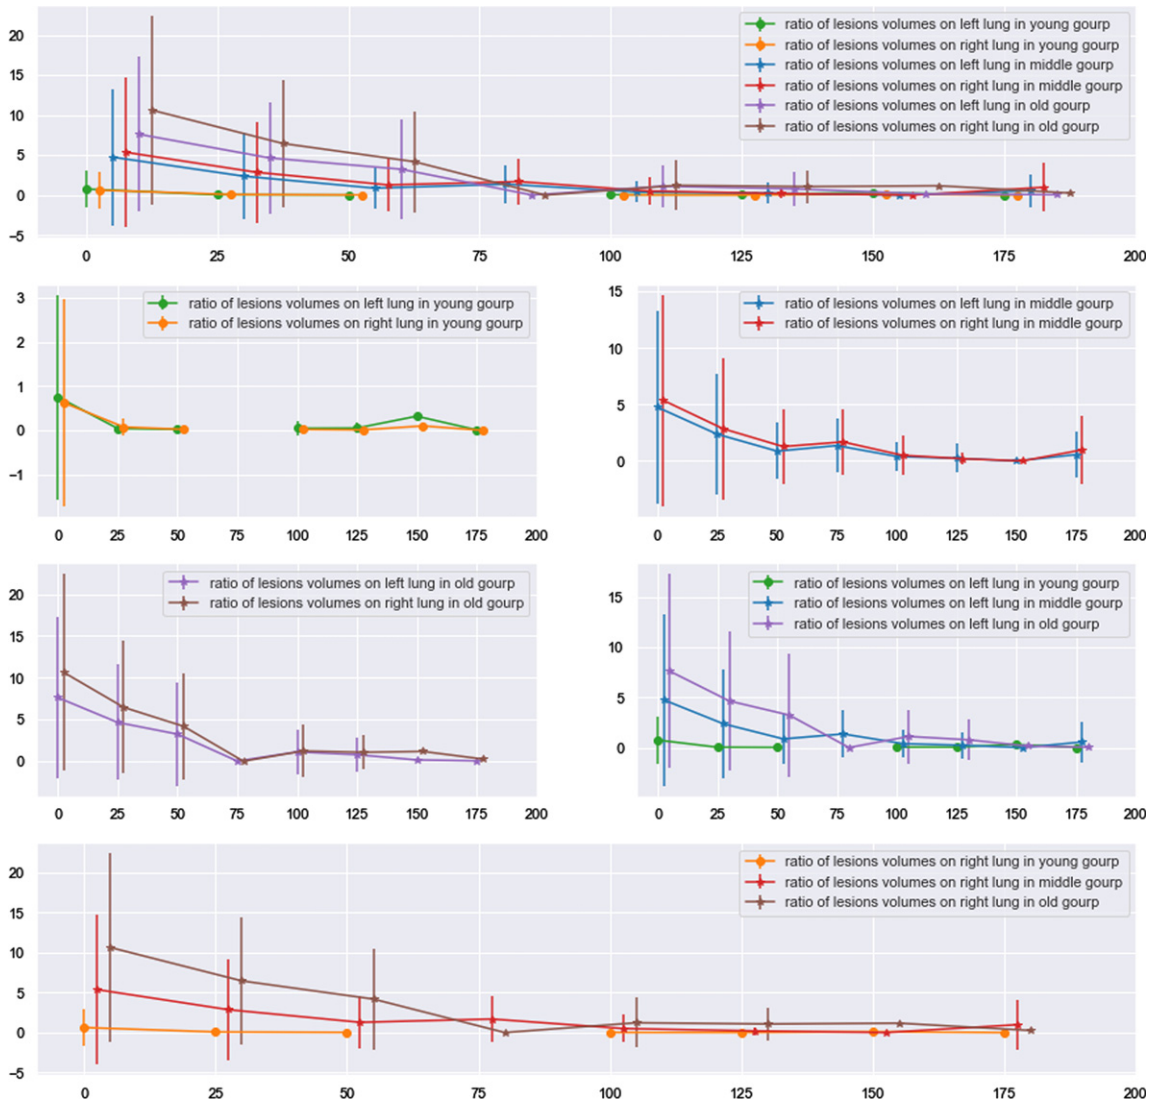 ratio of lesions volumes on left lung in young gourp
ratio of lesions volumes on right lung in young gourp
ratio of lesions volumes on left lung in middle gourp
ratio of lesions volumes on right lung in middle gourp
ratio of lesions volumes on left lung in old gourp
ratio of lesions volumes on right lung in old gourp
20
15
10
5
0
−5
0 25 50 75 100 125 150 175 200
ratio of lesions volumes on left lung in young gourp
ratio of lesions volumes on right lung in young gourp
3
2
1
0
−1
0 25 50 75 100 125 150 175 200
ratio of lesions volumes on left lung in middle gourp
ratio of lesions volumes on right lung in middle gourp
15
10
5
0
0 25 50 75 100 125 150 175 200
ratio of lesions volumes on left lung in old gourp
ratio of lesions volumes on right lung in old gourp
20
15
10
5
0
0 25 50 75 100 125 150 175 200
ratio of lesions volumes on left lung in young gourp
ratio of lesions volumes on left lung in middle gourp
ratio of lesions volumes on left lung in old gourp
15
10
5
0
0 25 50 75 100 125 150 175 200
ratio of lesions volumes on right lung in young gourp
ratio of lesions volumes on right lung in middle gourp
ratio of lesions volumes on right lung in old gourp
20
15
10
5
0
−5
0 25 50 75 100 125 150 175 200